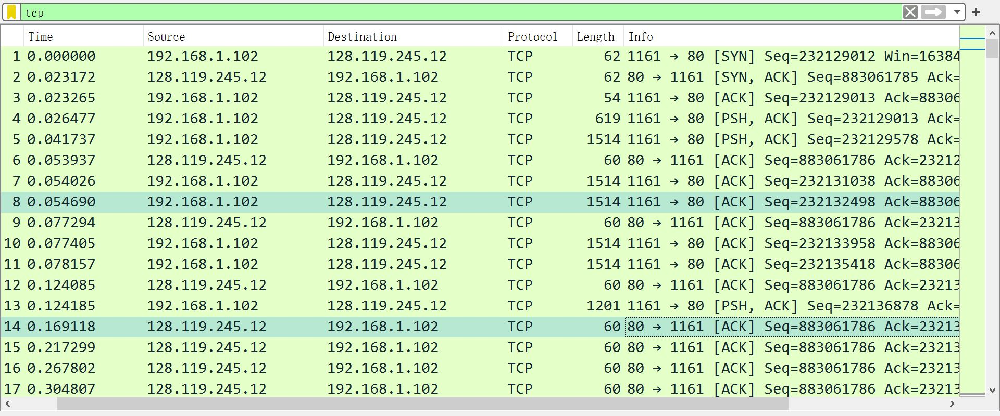 tcp
Time Source Destination Protocol Length Info
1 0.000000 192.168.1.102 128.119.245.12 TCP 62 1161 → 80 [SYN] Seq=232129012 Win=16384
2 0.023172 128.119.245.12 192.168.1.102 TCP 62 80 → 1161 [SYN, ACK] Seq=883061785 Ack=
3 0.023265 192.168.1.102 128.119.245.12 TCP 54 1161 → 80 [ACK] Seq=232129013 Ack=88306
4 0.026477 192.168.1.102 128.119.245.12 TCP 619 1161 → 80 [PSH, ACK] Seq=232129013 Ack=
5 0.041737 192.168.1.102 128.119.245.12 TCP 1514 1161 → 80 [PSH, ACK] Seq=232129578 Ack=
6 0.053937 128.119.245.12 192.168.1.102 TCP 60 80 → 1161 [ACK] Seq=883061786 Ack=23212
7 0.054026 192.168.1.102 128.119.245.12 TCP 1514 1161 → 80 [ACK] Seq=232131038 Ack=88306
8 0.054690 192.168.1.102 128.119.245.12 TCP 1514 1161 → 80 [ACK] Seq=232132498 Ack=88306
9 0.077294 128.119.245.12 192.168.1.102 TCP 60 80 → 1161 [ACK] Seq=883061786 Ack=23213
10 0.077405 192.168.1.102 128.119.245.12 TCP 1514 1161 → 80 [ACK] Seq=232133958 Ack=88306
11 0.078157 192.168.1.102 128.119.245.12 TCP 1514 1161 → 80 [ACK] Seq=232135418 Ack=88306
12 0.124085 128.119.245.12 192.168.1.102 TCP 60 80 → 1161 [ACK] Seq=883061786 Ack=23213
13 0.124185 192.168.1.102 128.119.245.12 TCP 1201 1161 → 80 [PSH, ACK] Seq=232136878 Ack=
14 0.169118 128.119.245.12 192.168.1.102 TCP 60 80 → 1161 [ACK] Seq=883061786 Ack=23213
15 0.217299 128.119.245.12 192.168.1.102 TCP 60 80 → 1161 [ACK] Seq=883061786 Ack=23213
16 0.267802 128.119.245.12 192.168.1.102 TCP 60 80 → 1161 [ACK] Seq=883061786 Ack=23213
17 0.304807 128.119.245.12 192.168.1.102 TCP 60 80 → 1161 [ACK] Seq=883061786 Ack=23213